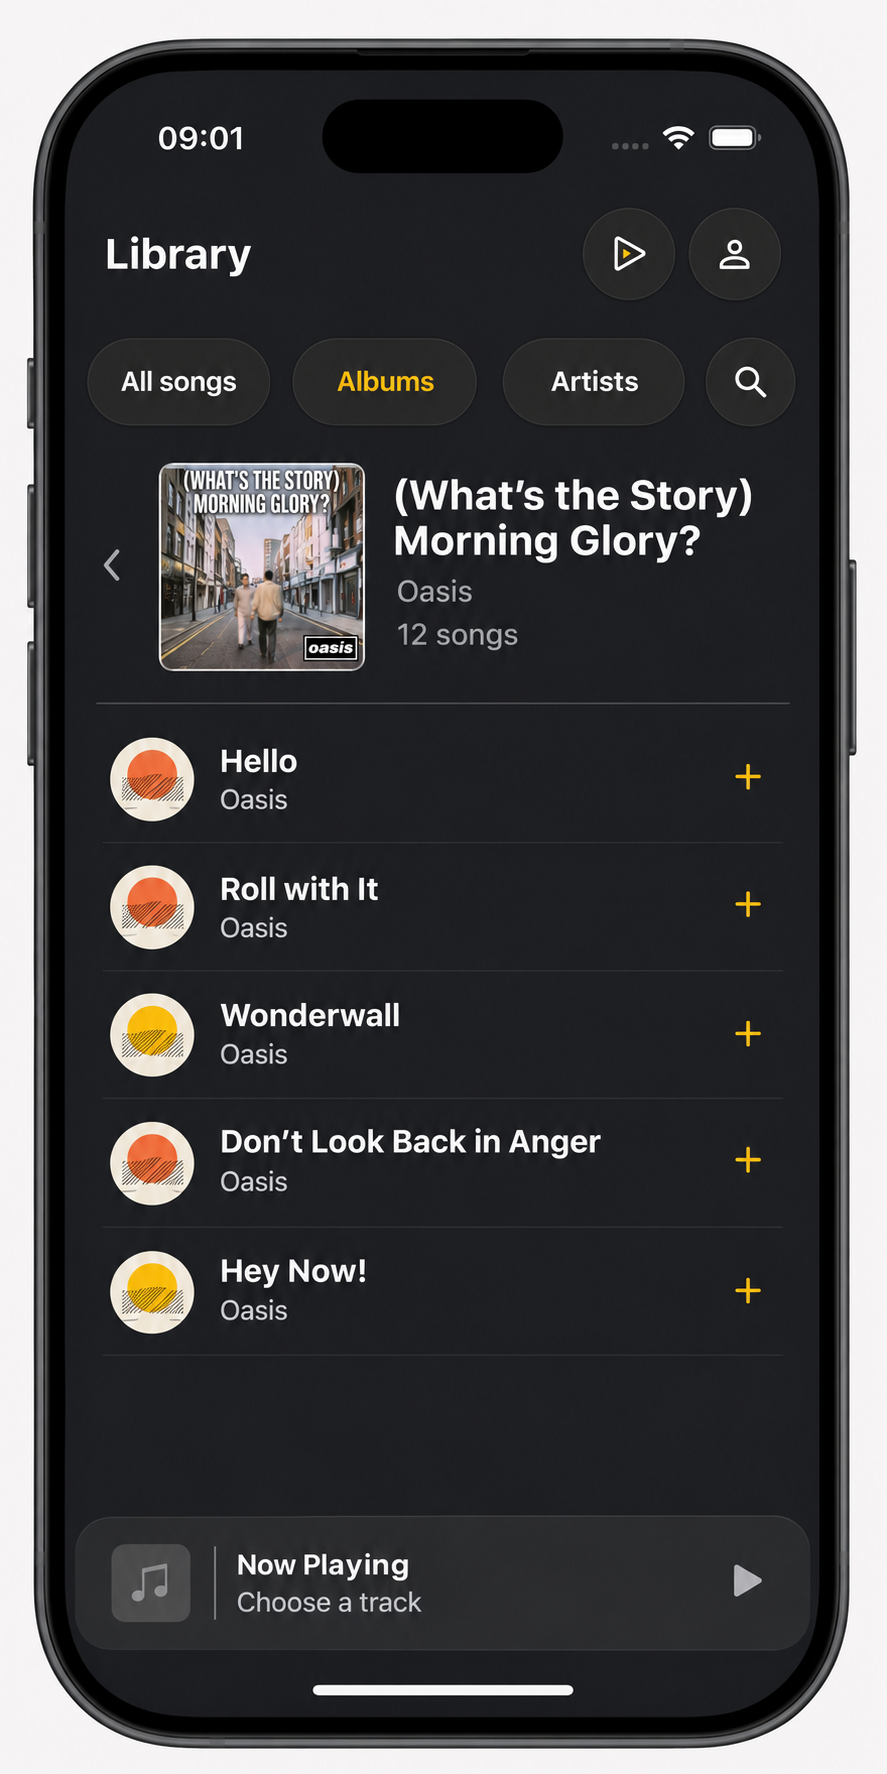 09:01
Library
All songs
Albums
Artists
(WHAT'S THE STORY)
MORNING GLORY?
oasis
(What’s the Story)
Morning Glory?
Oasis
12 songs
Hello
Oasis
Roll with It
Oasis
Wonderwall
Oasis
Don’t Look Back in Anger
Oasis
Hey Now!
Oasis
Now Playing
Choose a track